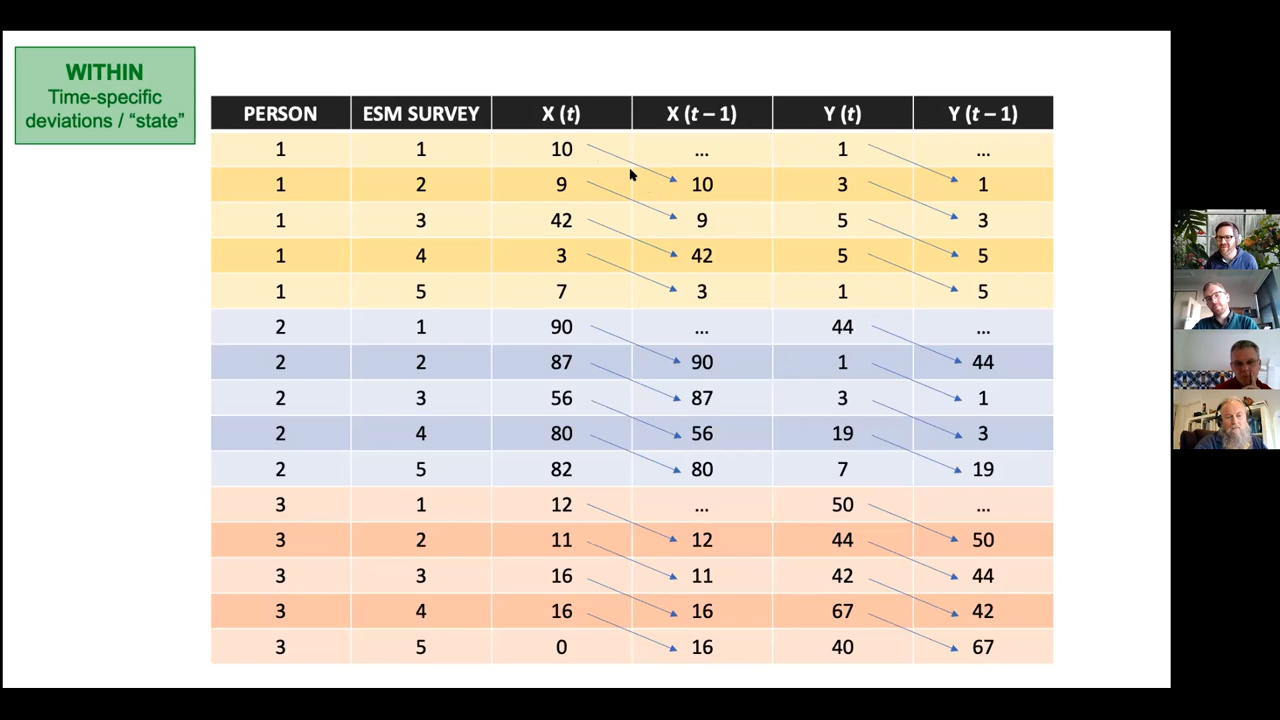 WITHIN
Time-specific
deviations / “state”
PERSON ESM SURVEY X (t) X (t – 1) Y (t) Y (t – 1)
1 1 10 ... 1 ...
1 2 9 10 3 1
1 3 42 9 5 3
1 4 3 42 5 5
1 5 7 3 1 5
2 1 90 ... 44 ...
2 2 87 90 1 44
2 3 56 87 3 1
2 4 80 56 19 3
2 5 82 80 7 19
3 1 12 ... 50 ...
3 2 11 12 44 50
3 3 16 11 42 44
3 4 16 16 67 42
3 5 0 16 40 67